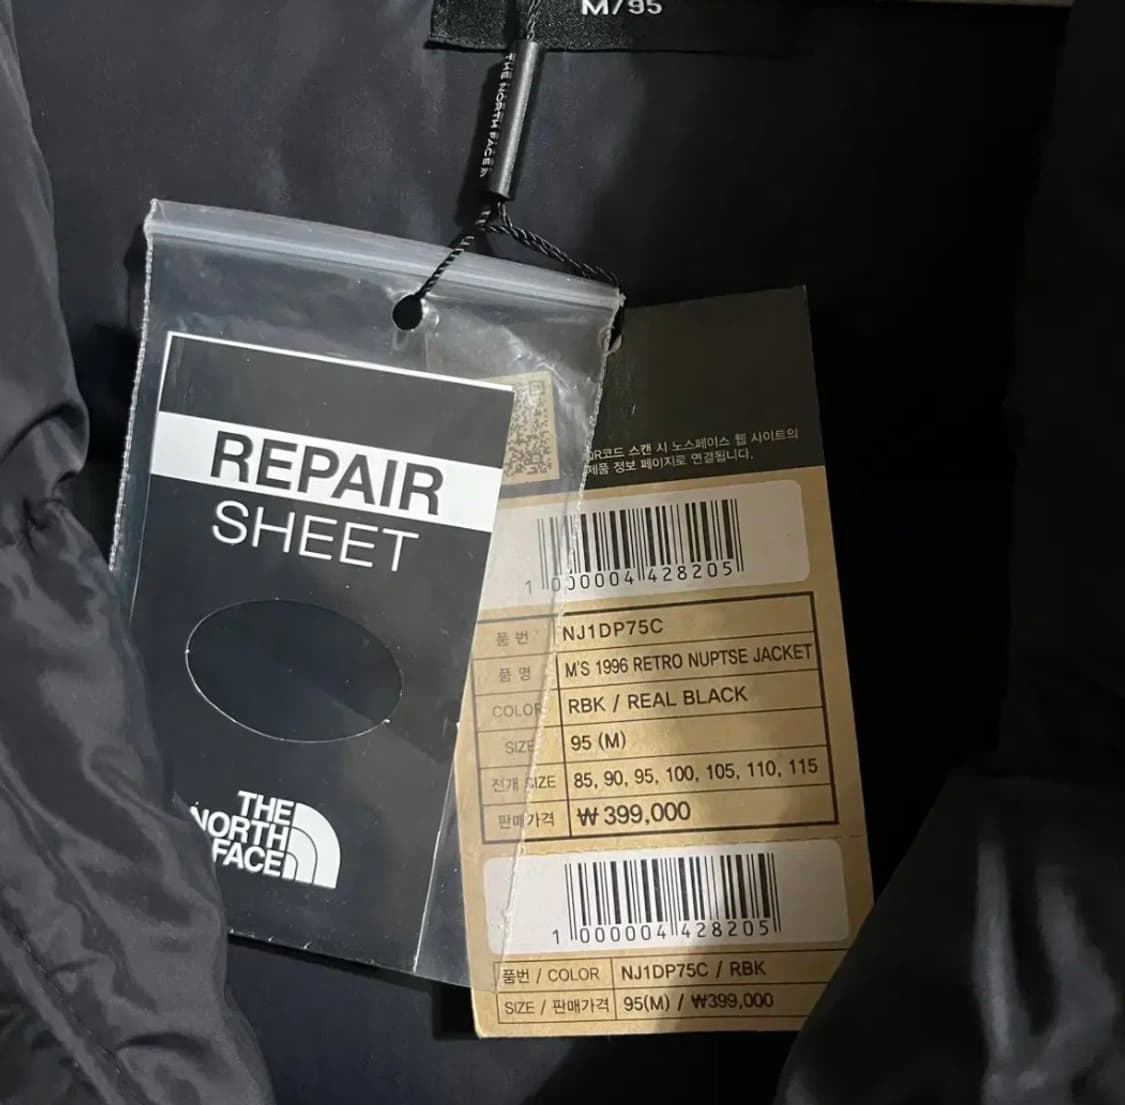 M/95
THE NORTH FACE
REPAIR
SHEET
THE
NORTH
FACE
QR코드 스캔 시 노스페이스 웹 사이트의
제품 정보 페이지로 연결됩니다.
1 000004 428205
품 번 NJ1DP75C
품 명 M'S 1996 RETRO NUPTSE JACKET
COLOR RBK / REAL BLACK
SIZE 95 (M)
전개 SIZE 85, 90, 95, 100, 105, 110, 115
판매가격 ₩ 399,000
1 000004 428205
품번 / COLOR NJ1DP75C / RBK
SIZE / 판매가격 95(M) / ₩399,000